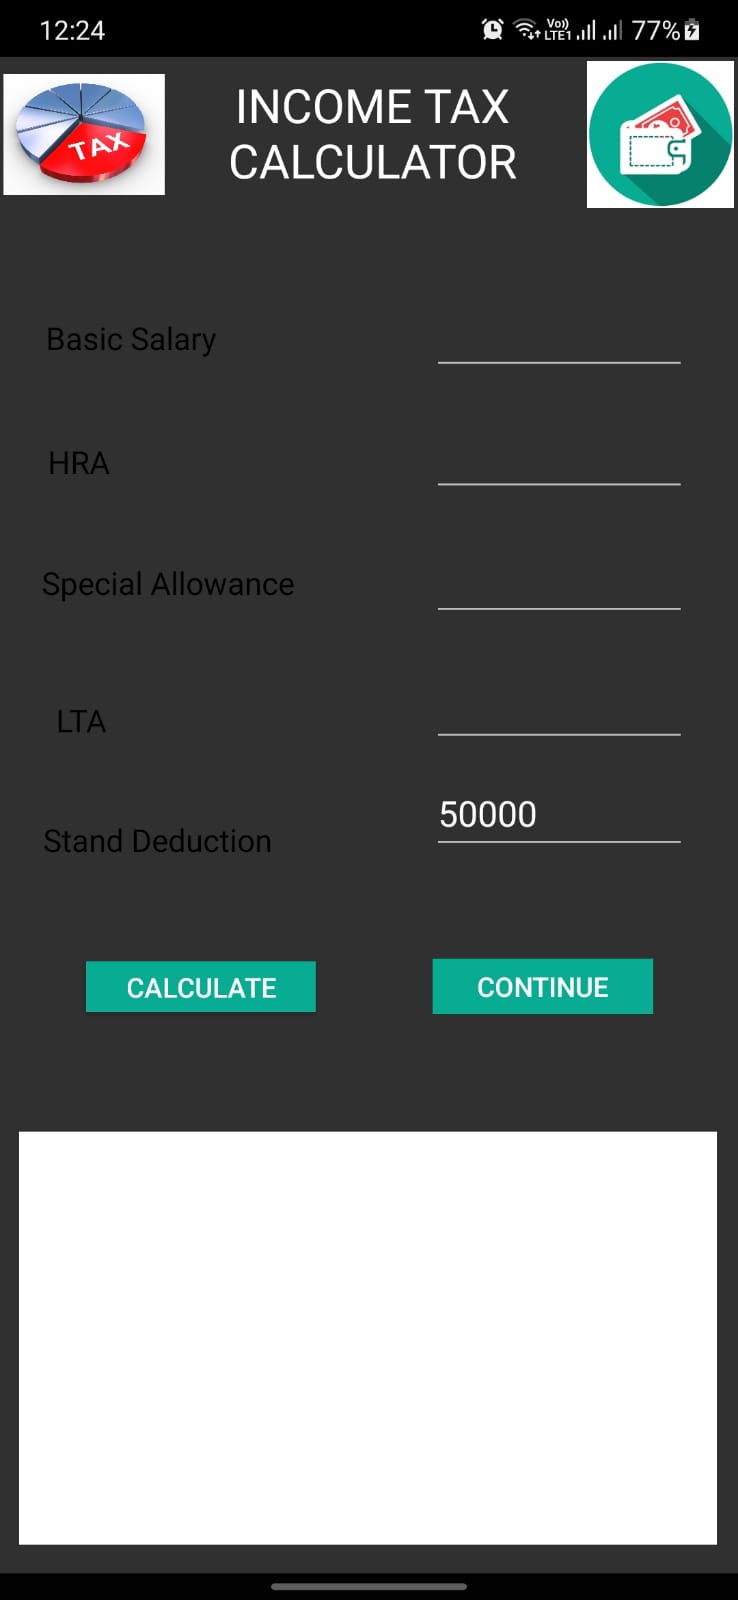 12:24
Vo)) LTE1 77%
TAX
INCOME TAX
CALCULATOR
Basic Salary
HRA
Special Allowance
LTA
50000
Stand Deduction
CALCULATE CONTINUE